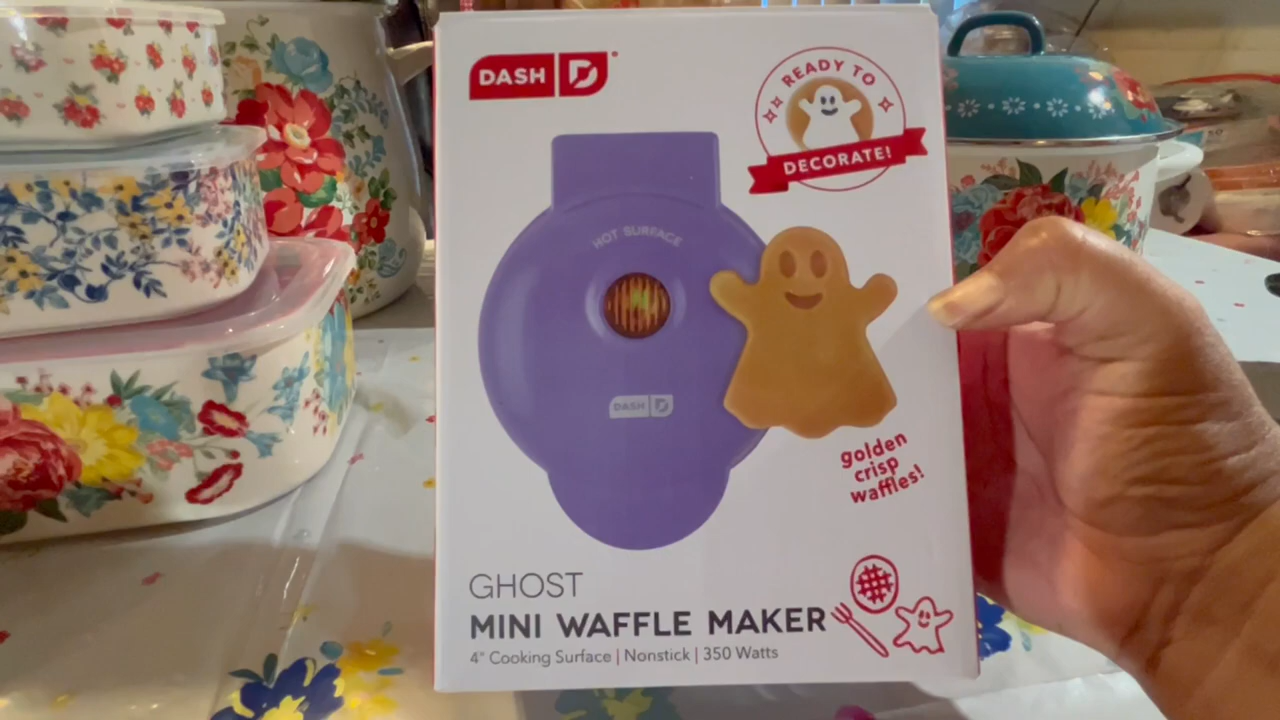 DASH
READY TO
DECORATE!
HOT SURFACE
DASH
golden
crisp
waffles!
GHOST
MINI WAFFLE MAKER
4" Cooking Surface | Nonstick | 350 Watts